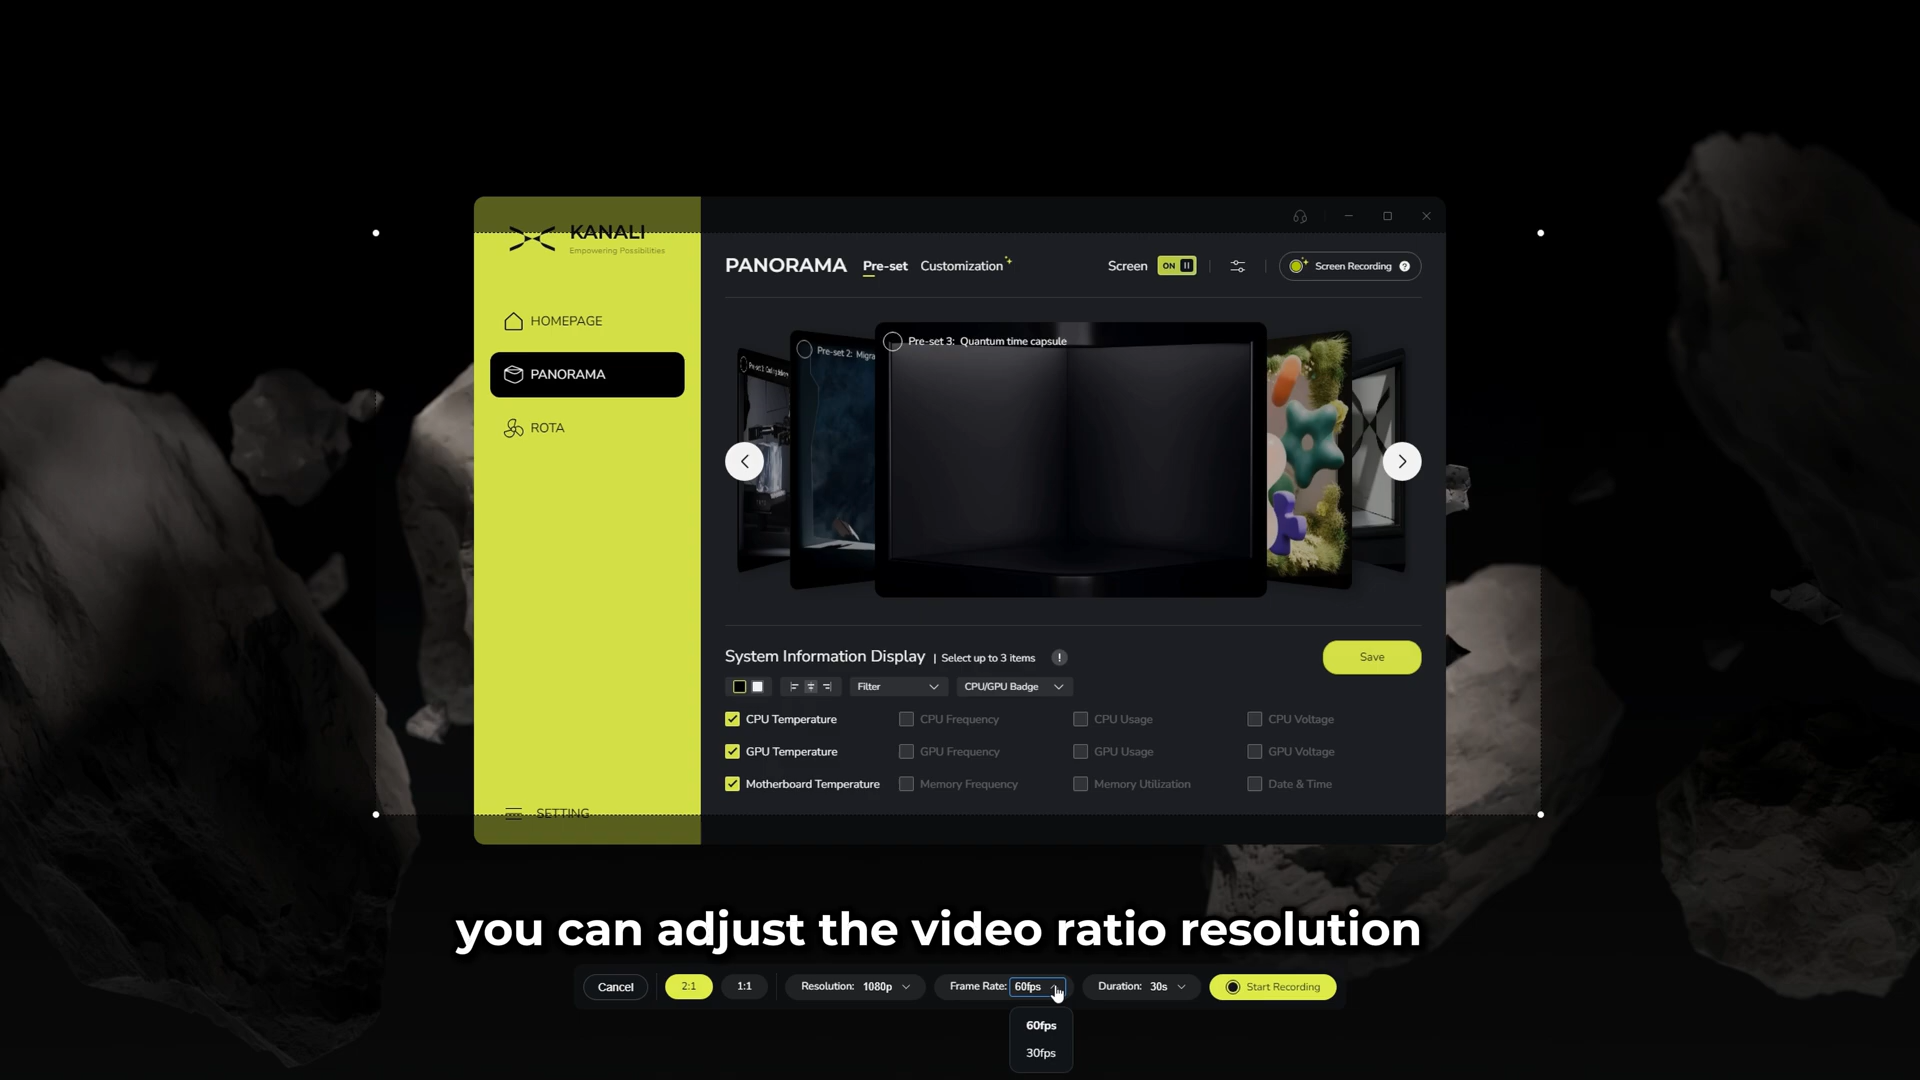 KANALI
Empowering Possibilities
PANORAMA Pre-set Customization Screen ON Screen Recording ?
HOMEPAGE
PANORAMA
ROTA
SETTING
Pre-set 2: Migra
Pre-set 3: Quantum time capsule
System Information Display | Select up to 3 items !
Save
Filter CPU/GPU Badge
CPU Temperature CPU Frequency CPU Usage CPU Voltage
GPU Temperature GPU Frequency GPU Usage GPU Voltage
Motherboard Temperature Memory Frequency Memory Utilization Date & Time
you can adjust the video ratio resolution
Cancel 2:1 1:1 Resolution: 1080p Frame Rate: 60fps Duration: 30s Start Recording
60fps
30fps